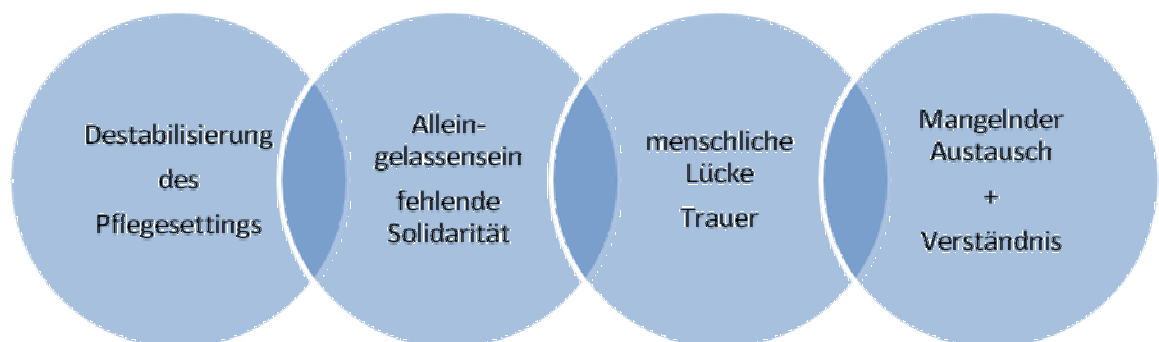 Destabilisierung
des
Pflegesettings
Allein-
gelassensein
fehlende
Solidarität
menschliche
Lücke
Trauer
Mangelnder
Austausch
+
Verständnis